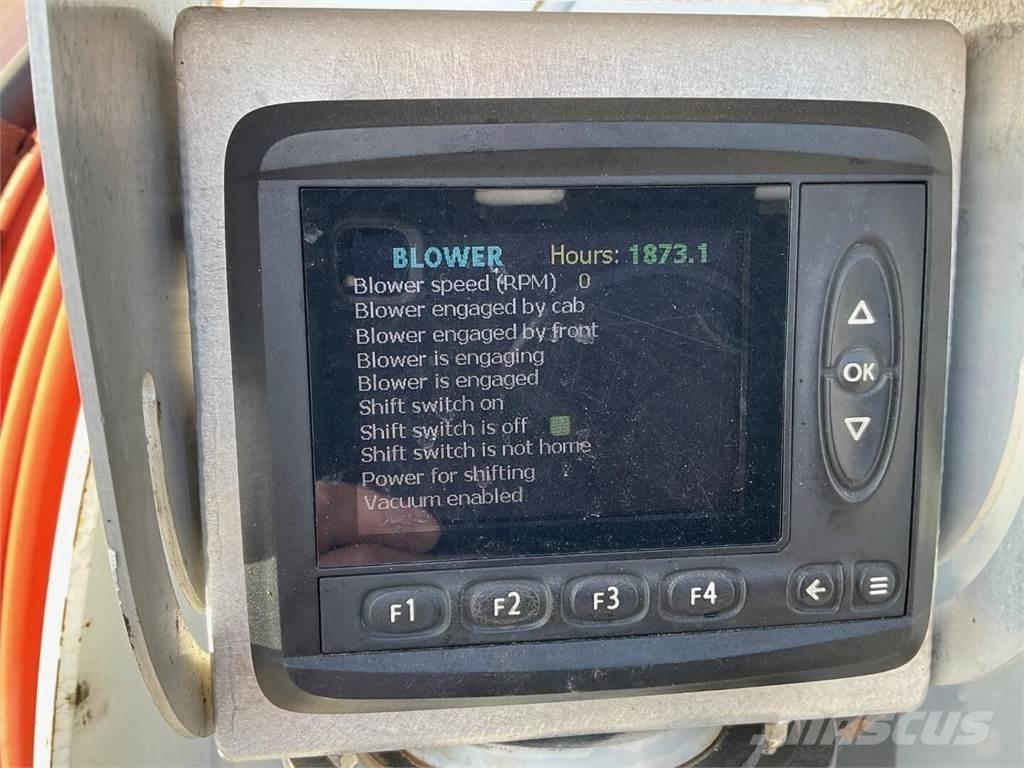 BLOWER Hours: 1873.1
Blower speed (RPM) 0
Blower engaged by cab
Blower engaged by front
Blower is engaging
Blower is engaged
Shift switch on
Shift switch is off
Shift switch is not home
Power for shifting
Vacuum enabled
OK
F1 F2 F3 F4
MASCUS